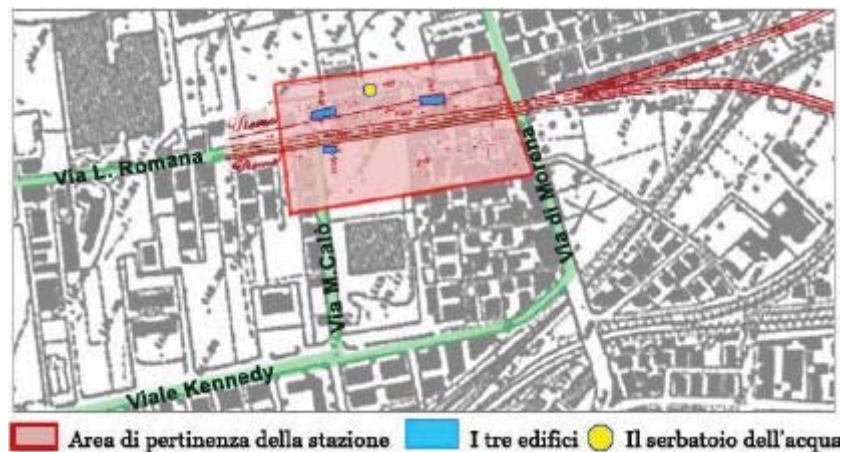 Via L. Romana
Via M.Calò
Via di Morena
Viale Kennedy
Area di pertinenza della stazione
I tre edifici
Il serbatoio dell'acqua